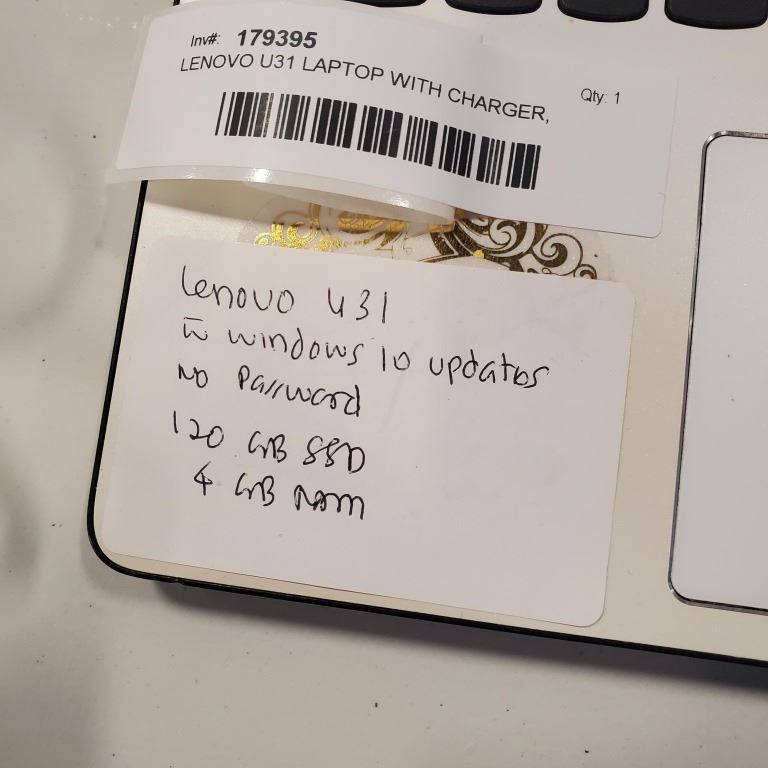 Inv#: 179395
LENOVO U31 LAPTOP WITH CHARGER,
Qty: 1
Lenovo U31
w windows 10 updates
No Password
120 GB SSD
4 GB RAM